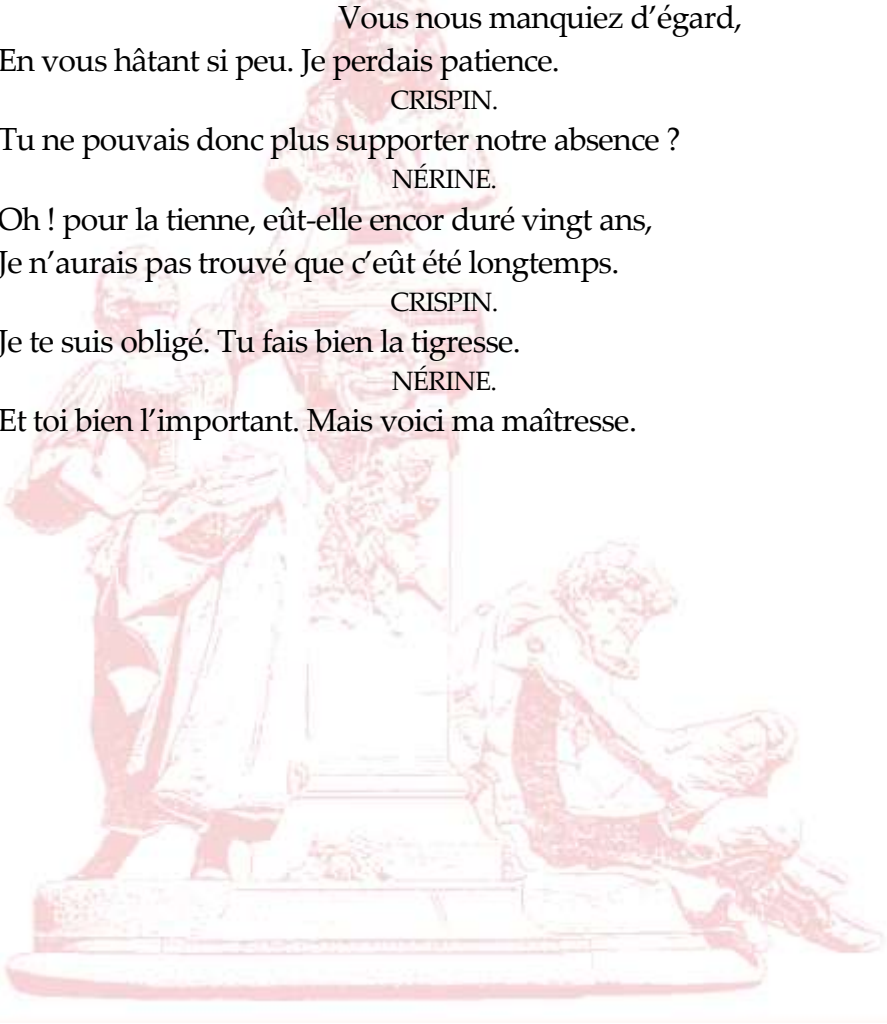 Vous nous manquiez d’égard,
En vous hâtant si peu. Je perdais patience.
CRISPIN.
Tu ne pouvais donc plus supporter notre absence ?
NÉRINE.
Oh ! pour la tienne, eût-elle encor duré vingt ans,
Je n’aurais pas trouvé que c’eût été longtemps.
CRISPIN.
Je te suis obligé. Tu fais bien la tigresse.
NÉRINE.
Et toi bien l’important. Mais voici ma maîtresse.